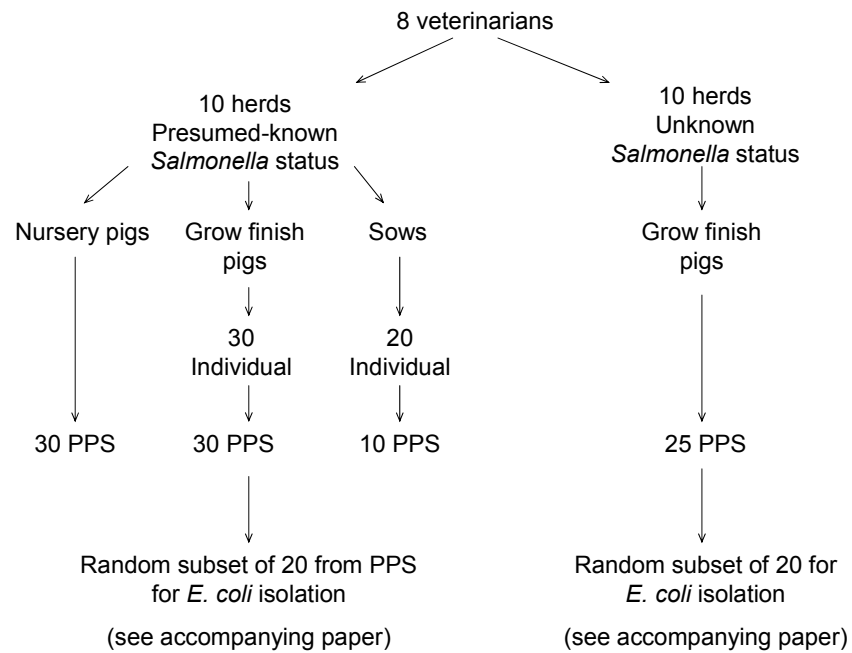 8 veterinarians
10 herds
Presumed-known
Salmonella status
10 herds
Unknown
Salmonella status
Nursery pigs
Grow finish
pigs
Sows
Grow finish
pigs
30
Individual
20
Individual
30 PPS
30 PPS
10 PPS
25 PPS
Random subset of 20 from PPS
for E. coli isolation
(see accompanying paper)
Random subset of 20 for
E. coli isolation
(see accompanying paper)